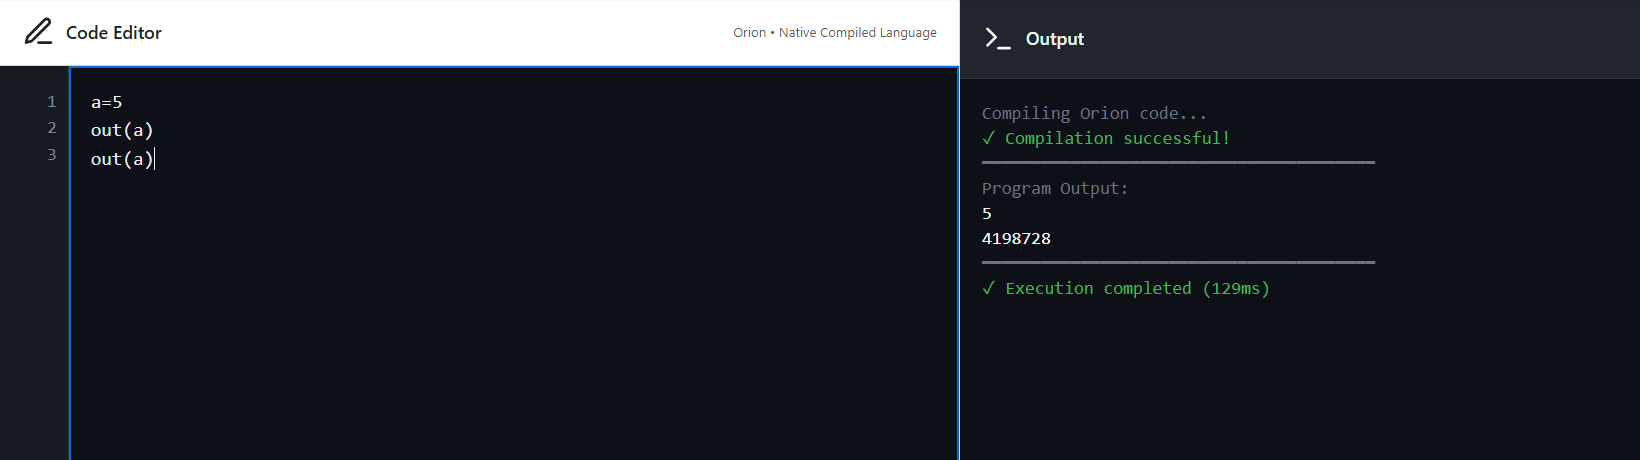 Code Editor
Orion • Native Compiled Language
1 a=5
2 out(a)
3 out(a)
Output
Compiling Orion code...
✓ Compilation successful!
Program Output:
5
4198728
✓ Execution completed (129ms)